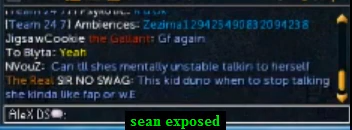 [Team 24/7] Ambiences: Zezima129425490832094238
JigsawCookie the Gallant: Gf again
To Blyta: Yeah
NVouZ: Can tll shes mentally unstable talkin to herself
The Real SIR NO SWAG: This kid duno when to stop talking
she kinda like fap or w.E
AleX DS:
sean exposed